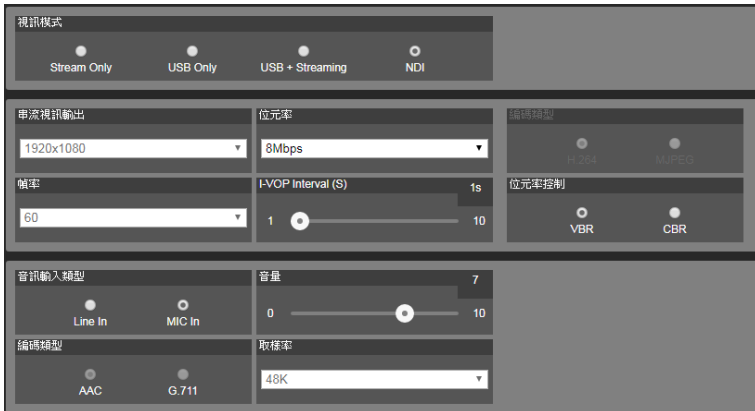 視訊模式
Stream Only
USB Only
USB + Streaming
NDI
串流視訊輸出
1920x1080
位元率
8Mbps
編碼類型
H.264
MJPEG
幀率
60
I-VOP Interval (S)
1s
1
10
位元率控制
VBR
CBR
音訊輸入類型
Line In
MIC In
音量
7
0
10
編碼類型
AAC
G.711
取樣率
48K